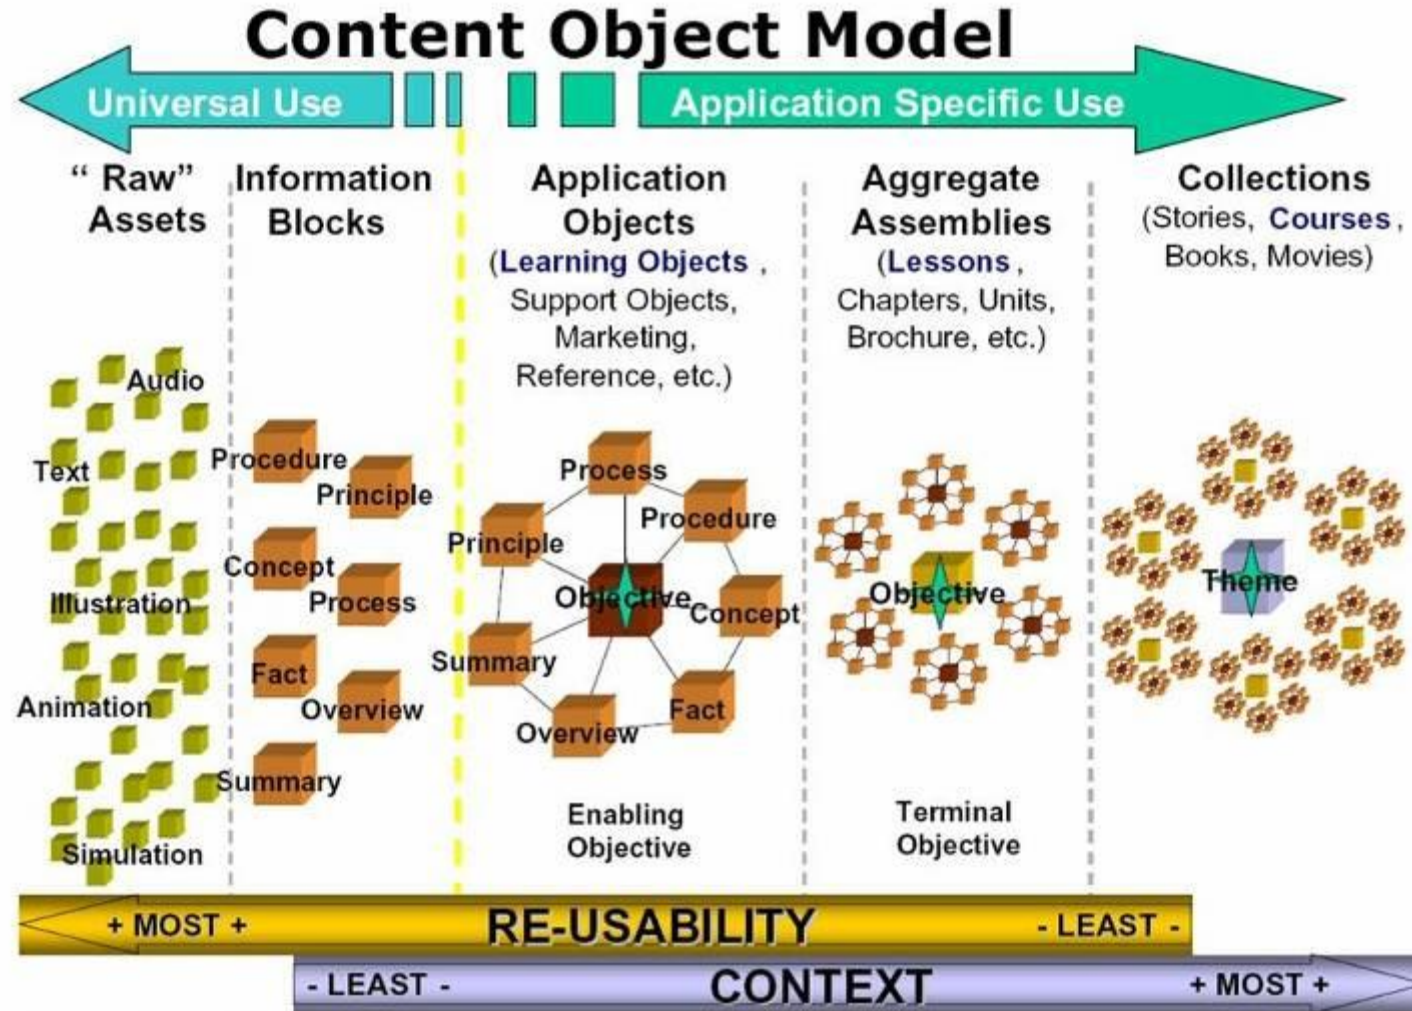 Content Object Model
Universal Use
Application Specific Use
“ Raw”
Assets
Information
Blocks
Application
Objects
(Learning Objects ,
Support Objects,
Marketing,
Reference, etc.)
Aggregate
Assemblies
(Lessons ,
Chapters, Units,
Brochure, etc.)
Collections
(Stories, Courses ,
Books, Movies)
Audio
Text
Illustration
Animation
Simulation
Procedure
Principle
Concept
Process
Fact
Overview
Summary
Process
Procedure
Principle
Objective
Concept
Summary
Fact
Overview
Enabling
Objective
Objective
Terminal
Objective
Theme
+ MOST +
RE-USABILITY
- LEAST -
- LEAST -
CONTEXT
+ MOST +